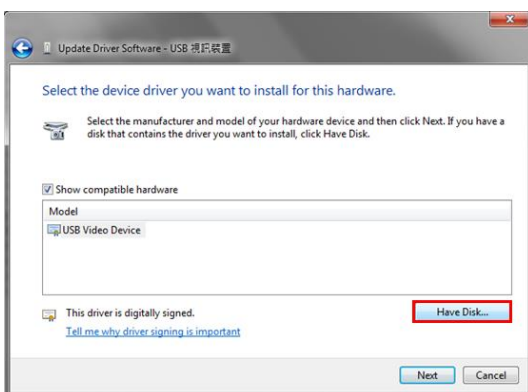 Update Driver Software - USB 視訊裝置
Select the device driver you want to install for this hardware.
Select the manufacturer and model of your hardware device and then click Next. If you have a
disk that contains the driver you want to install, click Have Disk.
Show compatible hardware
Model
USB Video Device
This driver is digitally signed.
Have Disk...
Tell me why driver signing is important
Next
Cancel